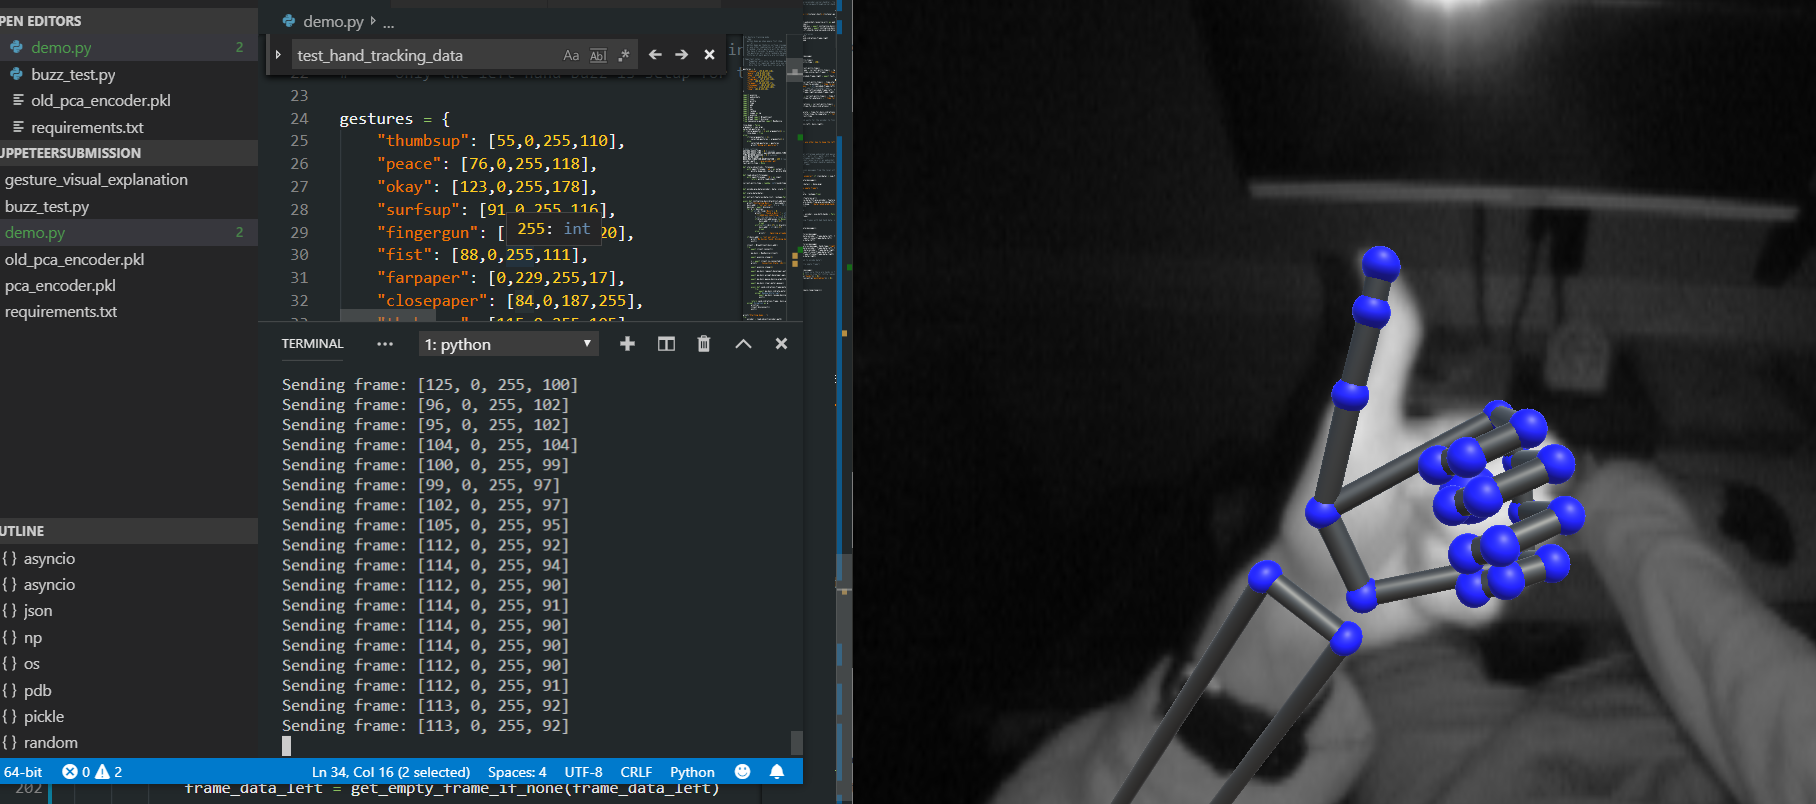 PEN EDITORS
demo.py 2
buzz_test.py
old_pca_encoder.pkl
requirements.txt
UPPETEERSUBMISSION
gesture_visual_explanation
buzz_test.py
demo.py 2
old_pca_encoder.pkl
pca_encoder.pkl
requirements.txt
UTLINE
{ } asyncio
{ } asyncio
{ } json
{ } np
{ } os
{ } pdb
{ } pickle
{ } random
demo.py > ...
test_hand_tracking_data Aa Abl .*
23
24 gestures = {
25 "thumbsup": [55,0,255,110],
26 "peace": [76,0,255,118],
27 "okay": [123,0,255,178],
28 "surfsup": [91,0,255,116],
29 "fingergun": [ 20],
255: int
30 "fist": [88,0,255,111],
31 "farpaper": [0,229,255,17],
32 "closepaper": [84,0,187,255],
TERMINAL ... 1: python
Sending frame: [125, 0, 255, 100]
Sending frame: [96, 0, 255, 102]
Sending frame: [95, 0, 255, 102]
Sending frame: [104, 0, 255, 104]
Sending frame: [100, 0, 255, 99]
Sending frame: [99, 0, 255, 97]
Sending frame: [102, 0, 255, 97]
Sending frame: [105, 0, 255, 95]
Sending frame: [112, 0, 255, 92]
Sending frame: [114, 0, 255, 94]
Sending frame: [112, 0, 255, 90]
Sending frame: [114, 0, 255, 91]
Sending frame: [114, 0, 255, 90]
Sending frame: [114, 0, 255, 90]
Sending frame: [112, 0, 255, 90]
Sending frame: [112, 0, 255, 91]
Sending frame: [113, 0, 255, 92]
Sending frame: [113, 0, 255, 92]
64-bit 0 2 Ln 34, Col 16 (2 selected) Spaces: 4 UTF-8 CRLF Python
202 frame_data_left = get_empty_frame_if_none(frame_data_left)